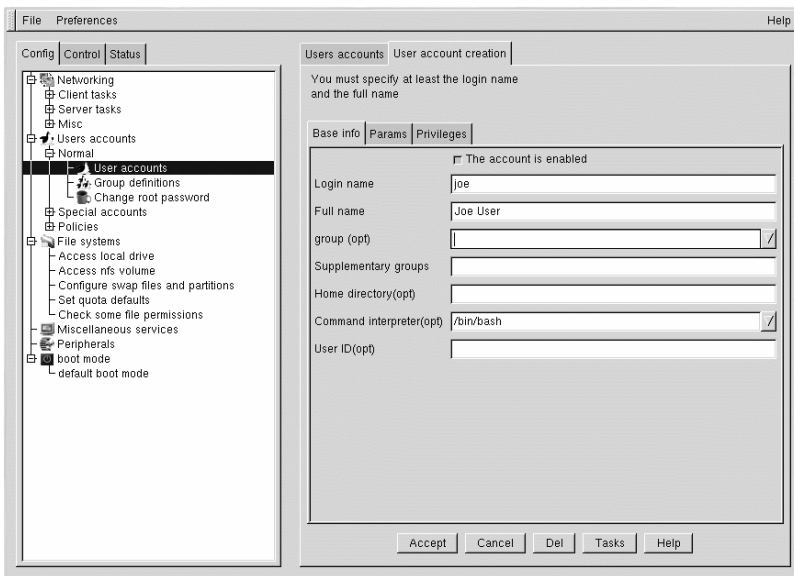 File Preferences Help
Config Control Status
Networking
Client tasks
Server tasks
Misc
Users accounts
Normal
User accounts
Group definitions
Change root password
Special accounts
Policies
File systems
Access local drive
Access nfs volume
Configure swap files and partitions
Set quota defaults
Check some file permissions
Miscellaneous services
Peripherals
boot mode
default boot mode
Users accounts User account creation
You must specify at least the login name
and the full name
Base info Params Privileges
The account is enabled
Login name joe
Full name Joe User
group (opt)
Supplementary groups
Home directory(opt)
Command interpreter(opt) /bin/bash
User ID(opt)
Accept Cancel Del Tasks Help